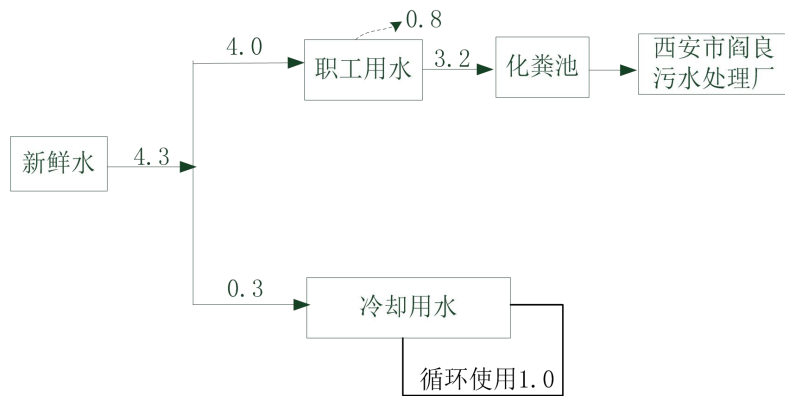 0.8
4.0
职工用水
3.2
化粪池
西安市阎良
污水处理厂
新鲜水
4.3
0.3
冷却用水
循环使用1.0